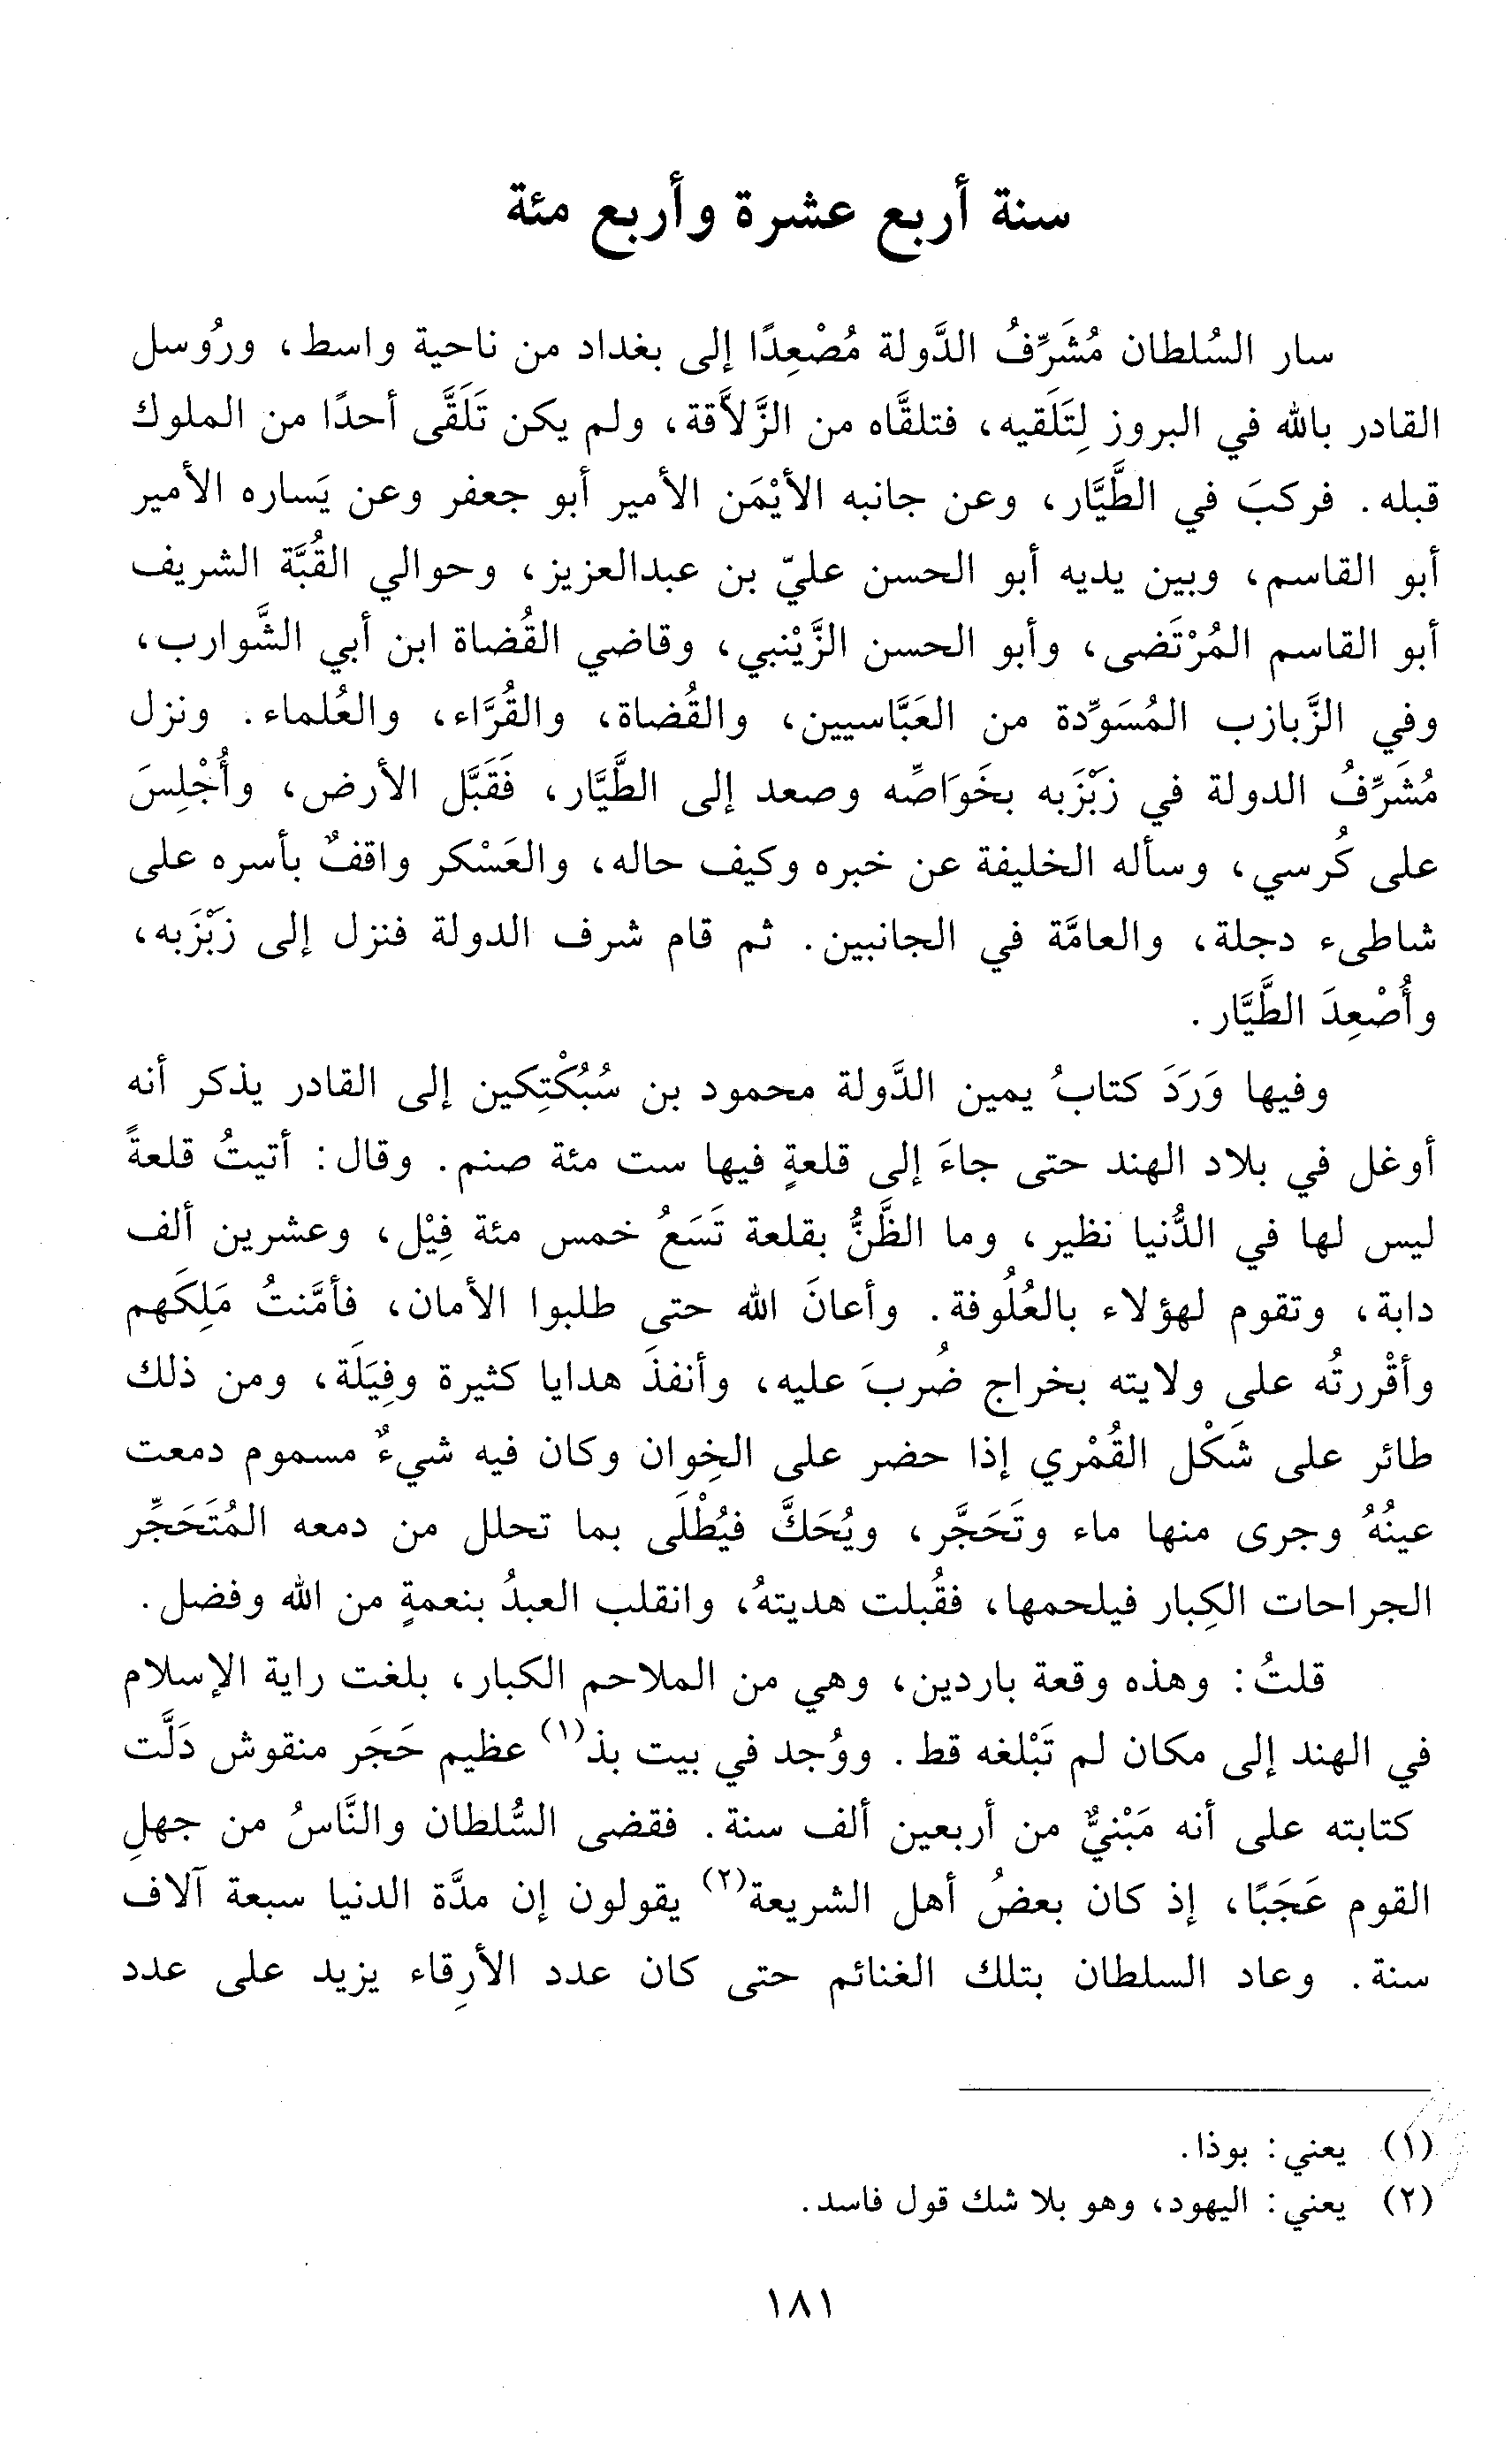 سنة أربع عشرة وأربع مئة
سار السُلطان مُشَرِّفُ الدَّولة مُصْعِدًا إلى بغداد من ناحية واسط، ورُوسل
القادر بالله في البروز لِتَلَقيه، فتلقَّاه من الزَّلاَّقة، ولم يكن تَلَقَّى أحدًا من الملوك
قبله. فركبَ في الطَّيَّار، وعن جانبه الأيْمَن الأمير أبو جعفر وعن يَساره الأمير
أبو القاسم، وبين يديه أبو الحسن عليّ بن عبدالعزيز، وحوالي القُبَّة الشريف
أبو القاسم المُرْتَضى، وأبو الحسن الزَّيْنبي، وقاضي القُضاة ابن أبي الشَّوارب،
وفي الزَّبازب المُسَوِّدة من العَبَّاسيين، والقُضاة، والقُرَّاء، والعُلماء. ونزل
مُشَرِّفُ الدولة في زَبْزَبه بخَوَاصِّه وصعد إلى الطَّيَّار، فَقَبَّل الأرض، وأُجْلِسَ
على كُرسي، وسأله الخليفة عن خبره وكيف حاله، والعَسْكر واقفٌ بأسره على
شاطىء دجلة، والعامَّة في الجانبين. ثم قام شرف الدولة فنزل إلى زَبْزَبه،
وأُصْعِدَ الطَّيَّار.
وفيها وَرَدَ كتابُ يمين الدَّولة محمود بن سُبُكْتِكين إلى القادر يذكر أنه
أوغل في بلاد الهند حتى جاءَ إلى قلعةٍ فيها ست مئة صنم. وقال: أتيتُ قلعةً
ليس لها في الدُّنيا نظير، وما الظَّنُّ بقلعة تَسَعُ خمس مئة فِيْل، وعشرين ألف
دابة، وتقوم لهؤلاء بالعُلُوفة. وأعانَ الله حتى طلبوا الأمان، فأمَّنتُ مَلِكَهم
وأقْررتُه على ولايته بخراج ضُربَ عليه، وأنفذَ هدايا كثيرة وفِيَلَة، ومن ذلك
طائر على شَكْل القُمْري إذا حضر على الخِوان وكان فيه شيءٌ مسموم دمعت
عينُهُ وجرى منها ماء وتَحَجَّر، ويُحَكَّ فيُطْلَى بما تحلل من دمعه المُتَحَجِّر
الجراحات الكِبار فيلحمها، فقُبلت هديتهُ، وانقلب العبدُ بنعمةٍ من الله وفضل.
قلتُ: وهذه وقعة باردين، وهي من الملاحم الكبار، بلغت راية الإسلام
في الهند إلى مكان لم تَبْلغه قط. ووُجد في بيت بذ(١) عظيم حَجَر منقوش دَلَّت
كتابته على أنه مَبْنيٌّ من أربعين ألف سنة. فقضى السُّلطان والنَّاسُ من جهلِ
القوم عَجَبًا، إذ كان بعضُ أهل الشريعة(٢) يقولون إن مدَّة الدنيا سبعة آلاف
سنة. وعاد السلطان بتلك الغنائم حتى كان عدد الأرِقاء يزيد على عدد
(١) يعني: بوذا.
(٢) يعني: اليهود، وهو بلا شك قول فاسد.
١٨١